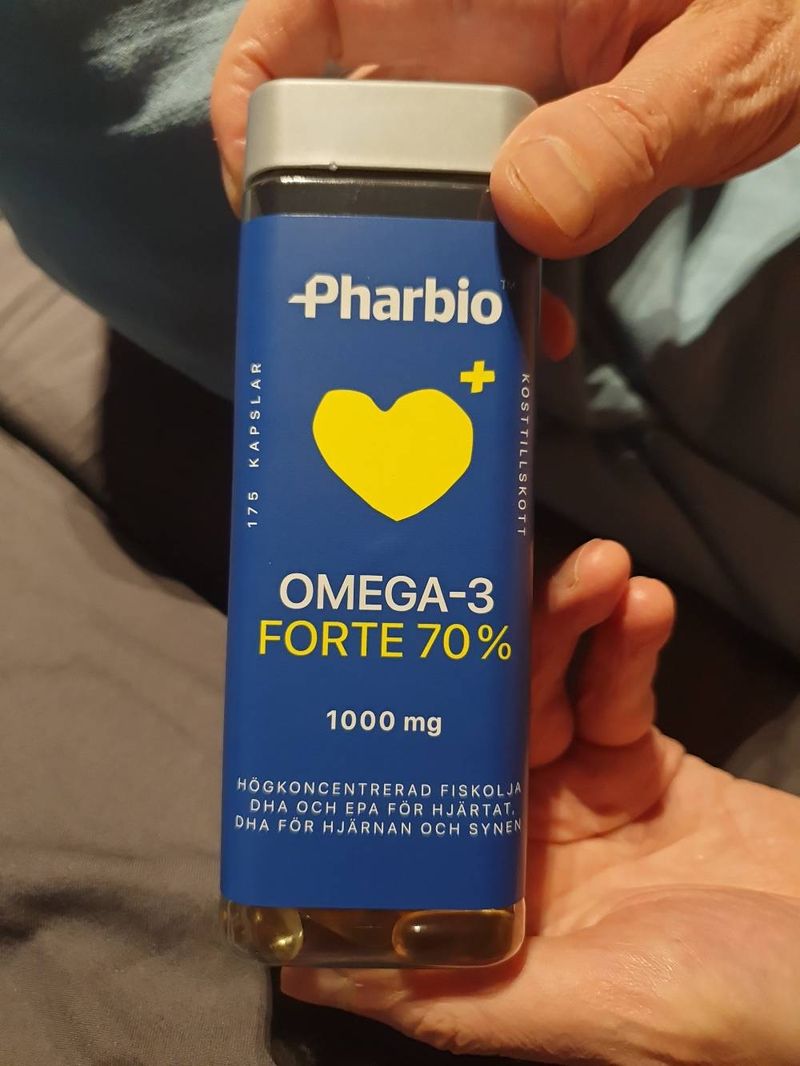 Pharbio™
175 KAPSLAR
KOSTTILLSKOTT
OMEGA-3
FORTE 70%
1000 mg
HÖGKONCENTRERAD FISKOLJA
DHA OCH EPA FÖR HJÄRTAT,
DHA FÖR HJÄRNAN OCH SYNEN